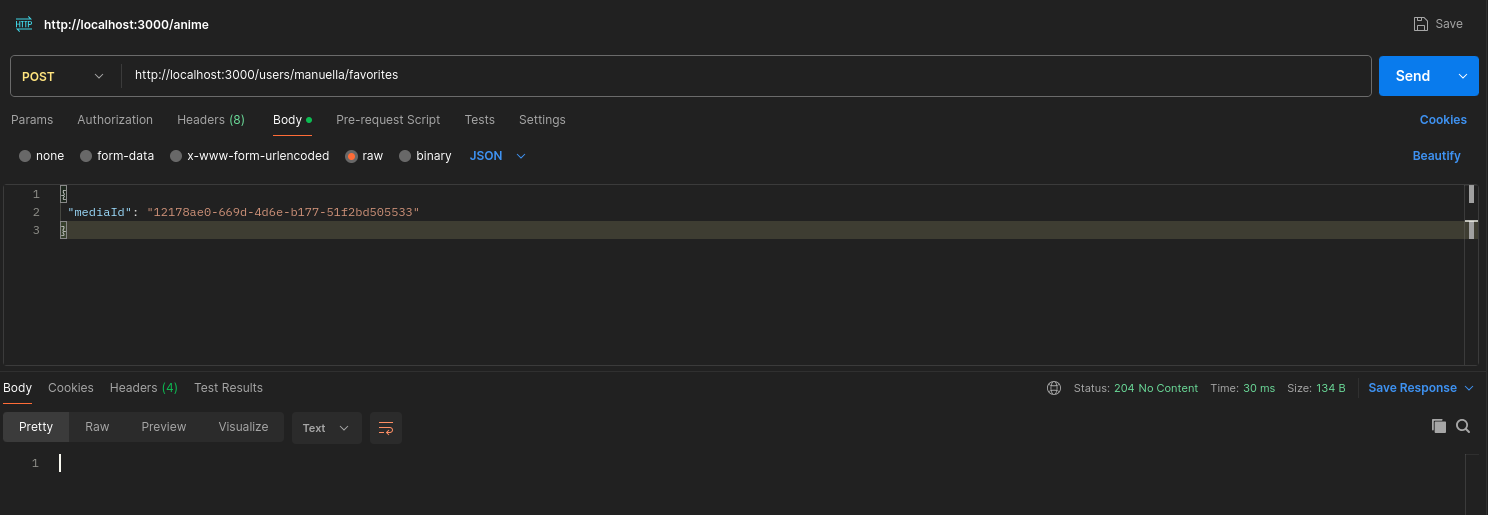 HTTP http://localhost:3000/anime Save
POST http://localhost:3000/users/manuella/favorites Send
Params Authorization Headers (8) Body Pre-request Script Tests Settings Cookies
none form-data x-www-form-urlencoded raw binary JSON Beautify
1 {
2 "mediaId": "12178ae0-669d-4d6e-b177-51f2bd505533"
3 }
Body Cookies Headers (4) Test Results Status: 204 No Content Time: 30 ms Size: 134 B Save Response
Pretty Raw Preview Visualize Text
1